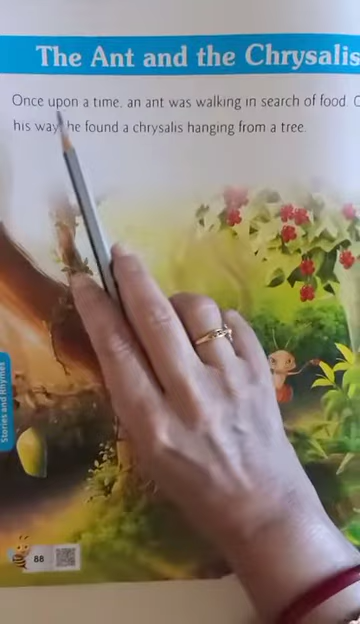 The Ant and the Chrysalis
Once upon a time, an ant was walking in search of food.
his way he found a chrysalis hanging from a tree.
Stories and Rhymes
88